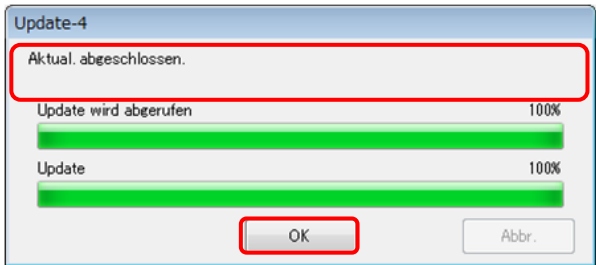 Update-4
Aktual. abgeschlossen.
Update wird abgerufen 100%
Update 100%
OK Abbr.